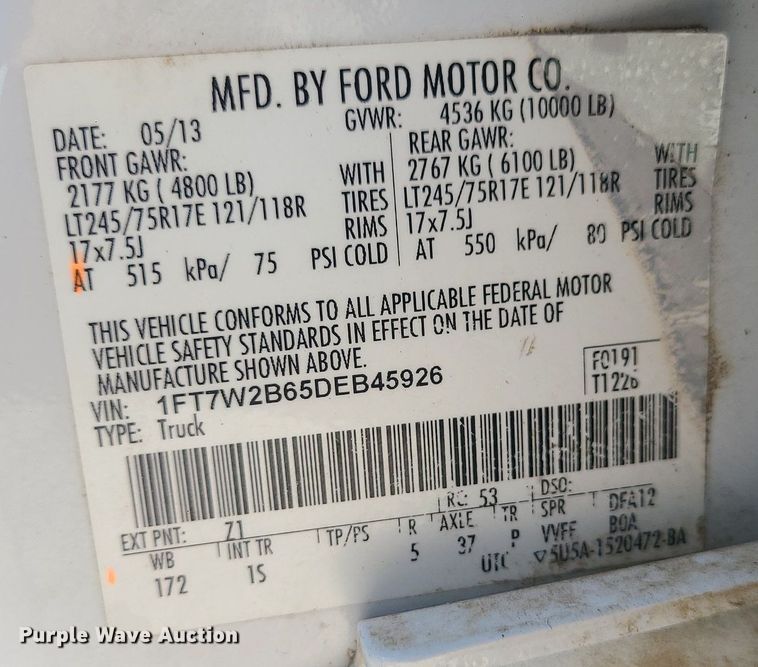 MFD. BY FORD MOTOR CO.
DATE: 05/13 GVWR: 4536 KG (10000 LB)
FRONT GAWR: REAR GAWR:
2177 KG ( 4800 LB) WITH 2767 KG ( 6100 LB) WITH
LT245/75R17E 121/118R TIRES LT245/75R17E 121/118R TIRES
17x7.5J RIMS 17x7.5J RIMS
AT 515 kPa/ 75 PSI COLD AT 550 kPa/ 80 PSI COLD
THIS VEHICLE CONFORMS TO ALL APPLICABLE FEDERAL MOTOR
VEHICLE SAFETY STANDARDS IN EFFECT ON THE DATE OF
MANUFACTURE SHOWN ABOVE.
VIN: 1FT7W2B65DEB45926 F0191
TYPE: Truck T1226
EXT PNT: Z1 RC: 53 DSO:
WB INT TR TP/PS R AXLE TR SPR DFA12
172 1S 5 37 P VVFF BOA
UTC ▽5U5A-1520472-BA
Purple Wave Auction